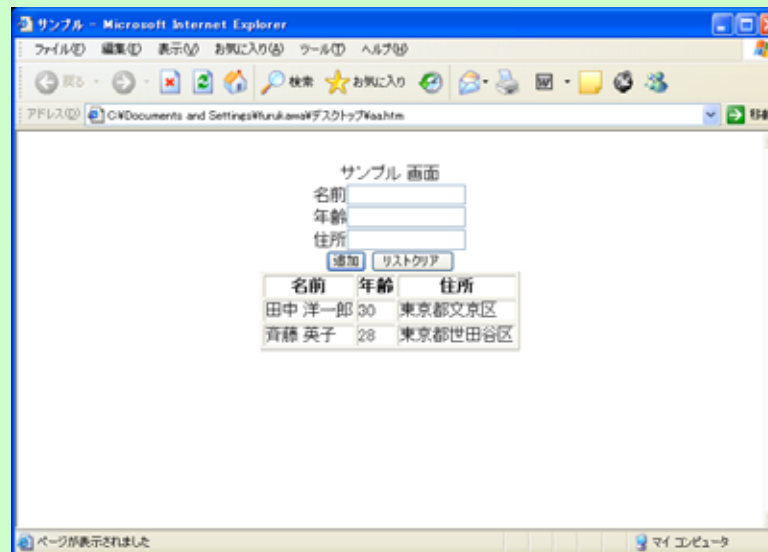 サンプル - Microsoft Internet Explorer
ファイル(F) 編集(E) 表示(V) お気に入り(A) ツール(T) ヘルプ(H)
戻る 検索 お気に入り
アドレス(D) C:¥Documents and Settings¥furukawa¥デスクトップ¥aa.htm 移動
サンプル 画面
名前
年齢
住所
追加 リストクリア
名前 年齢 住所
田中 洋一郎 30 東京都文京区
斉藤 英子 28 東京都世田谷区
ページが表示されました マイ コンピュータ